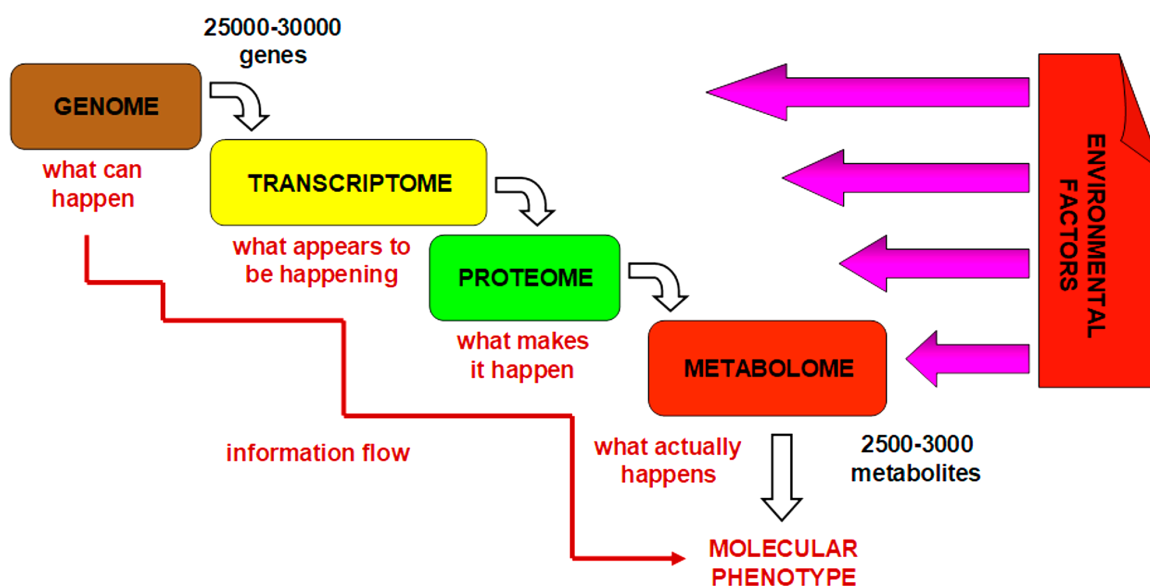 25000-30000
genes
GENOME
what can
happen
TRANSCRIPTOME
what appears to
be happening
PROTEOME
what makes
it happen
METABOLOME
what actually
happens
2500-3000
metabolites
information flow
MOLECULAR
PHENOTYPE
ENVIRONMENTAL
FACTORS